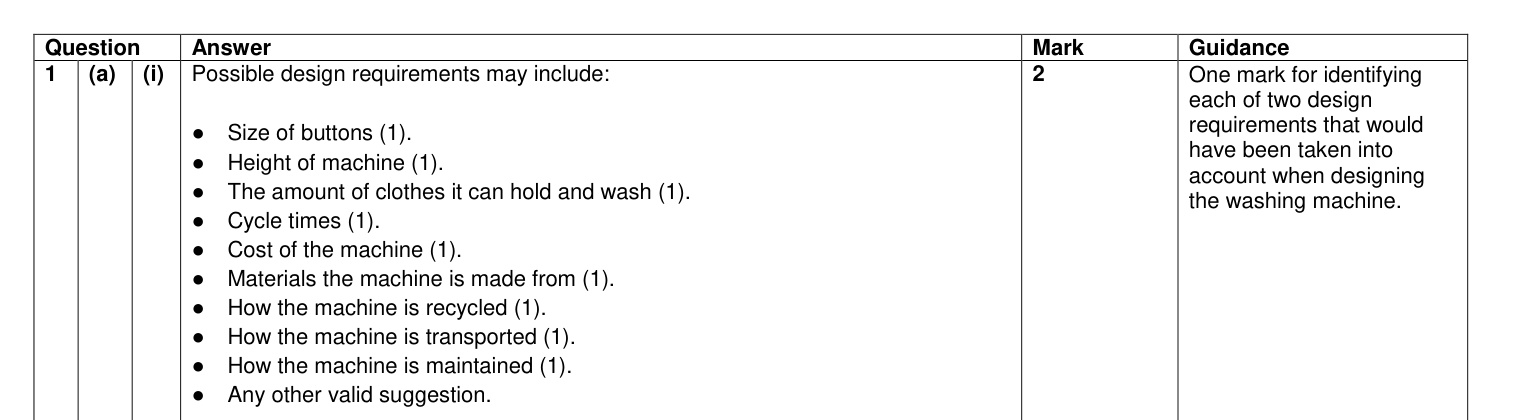 Question Answer Mark Guidance
1 (a) (i) Possible design requirements may include: 2 One mark for identifying
each of two design
requirements that would
have been taken into
account when designing
the washing machine.
● Size of buttons (1).
● Height of machine (1).
● The amount of clothes it can hold and wash (1).
● Cycle times (1).
● Cost of the machine (1).
● Materials the machine is made from (1).
● How the machine is recycled (1).
● How the machine is transported (1).
● How the machine is maintained (1).
● Any other valid suggestion.